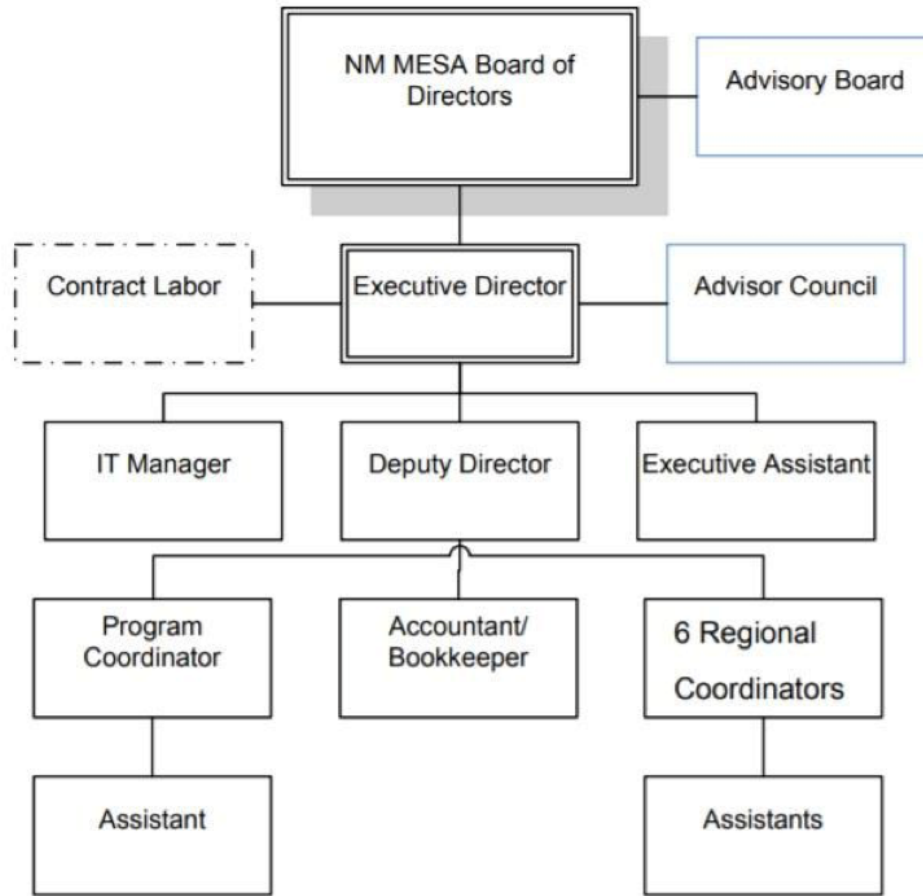 NM MESA Board of
Directors
Advisory Board
Contract Labor
Executive Director
Advisor Council
IT Manager
Deputy Director
Executive Assistant
Program
Coordinator
Accountant/
Bookkeeper
6 Regional
Coordinators
Assistant
Assistants